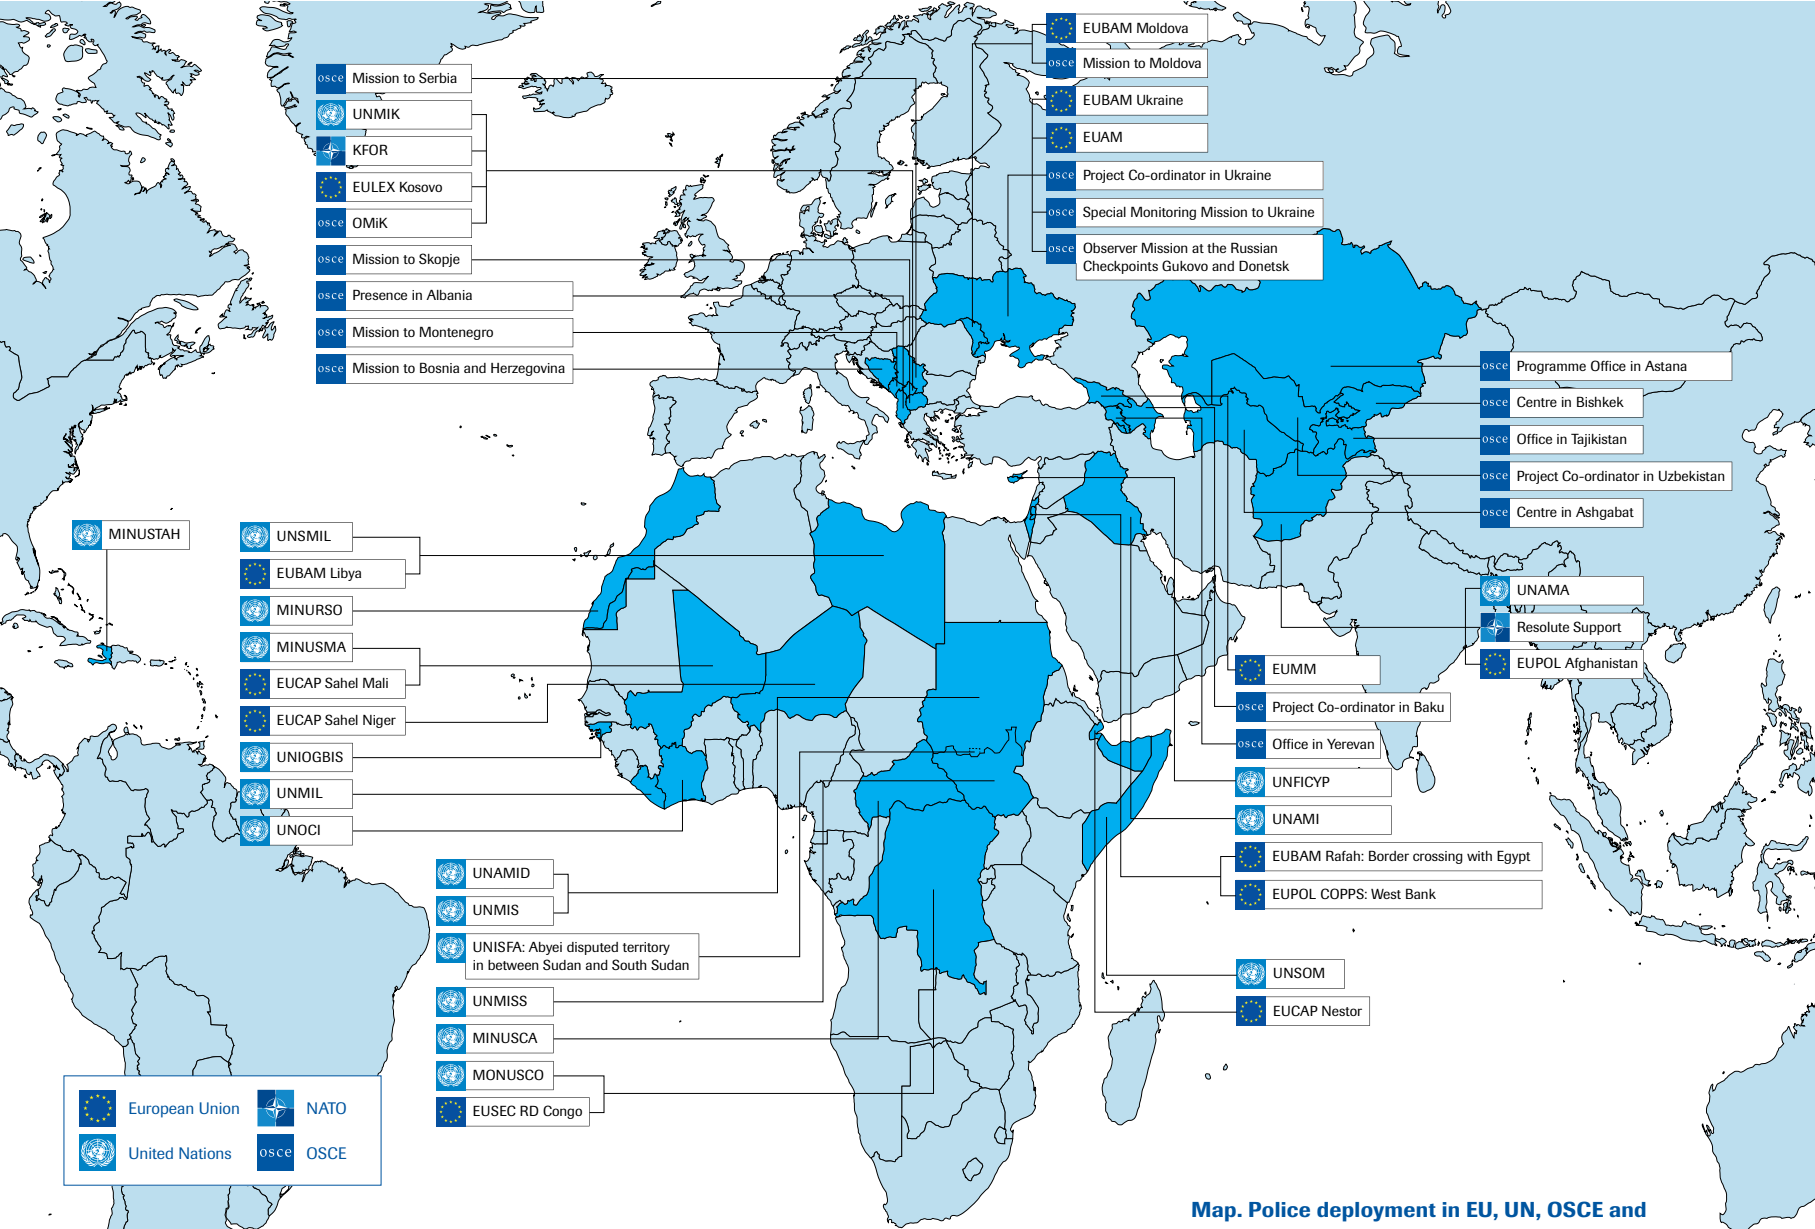 EUBAM Moldova
osce Mission to Moldova
EUBAM Ukraine
EUAM
osce Project Co-ordinator in Ukraine
osce Special Monitoring Mission to Ukraine
osce Observer Mission at the Russian
Checkpoints Gukovo and Donetsk
osce Mission to Serbia
UNMIK
KFOR
EULEX Kosovo
osce OMiK
osce Mission to Skopje
osce Presence in Albania
osce Mission to Montenegro
osce Mission to Bosnia and Herzegovina
osce Programme Office in Astana
osce Centre in Bishkek
osce Office in Tajikistan
osce Project Co-ordinator in Uzbekistan
osce Centre in Ashgabat
MINUSTAH
UNSMIL
EUBAM Libya
MINURSO
MINUSMA
EUCAP Sahel Mali
EUCAP Sahel Niger
UNIOGBIS
UNMIL
UNOCI
UNAMA
Resolute Support
EUPOL Afghanistan
EUMM
osce Project Co-ordinator in Baku
osce Office in Yerevan
UNFICYP
UNAMI
EUBAM Rafah: Border crossing with Egypt
EUPOL COPPS: West Bank
UNAMID
UNMIS
UNISFA: Abyei disputed territory
in between Sudan and South Sudan
UNMISS
MINUSCA
MONUSCO
EUSEC RD Congo
UNSOM
EUCAP Nestor
European Union
NATO
United Nations
osce OSCE
Map. Police deployment in EU, UN, OSCE and